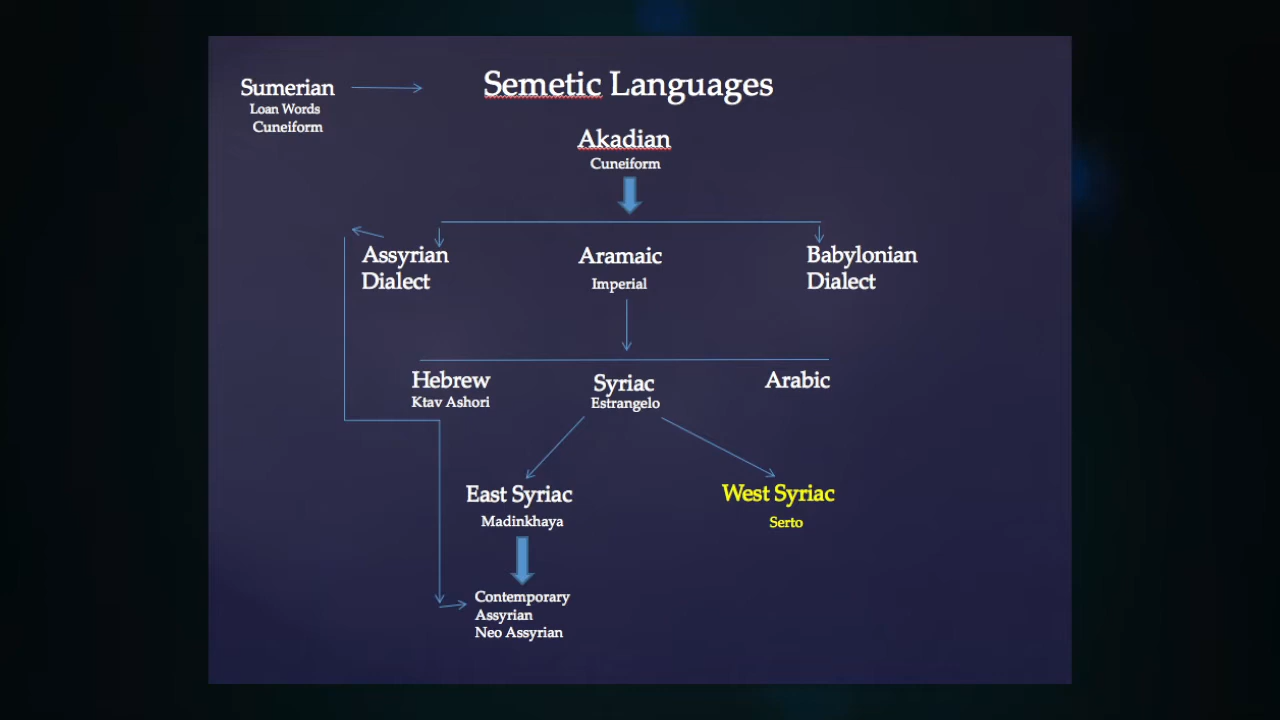 Sumerian
Loan Words
Cuneiform
Semetic Languages
Akadian
Cuneiform
Assyrian
Dialect
Aramaic
Imperial
Babylonian
Dialect
Hebrew
Ktav Ashori
Syriac
Estrangelo
Arabic
East Syriac
Madinkhaya
West Syriac
Serto
Contemporary
Assyrian
Neo Assyrian